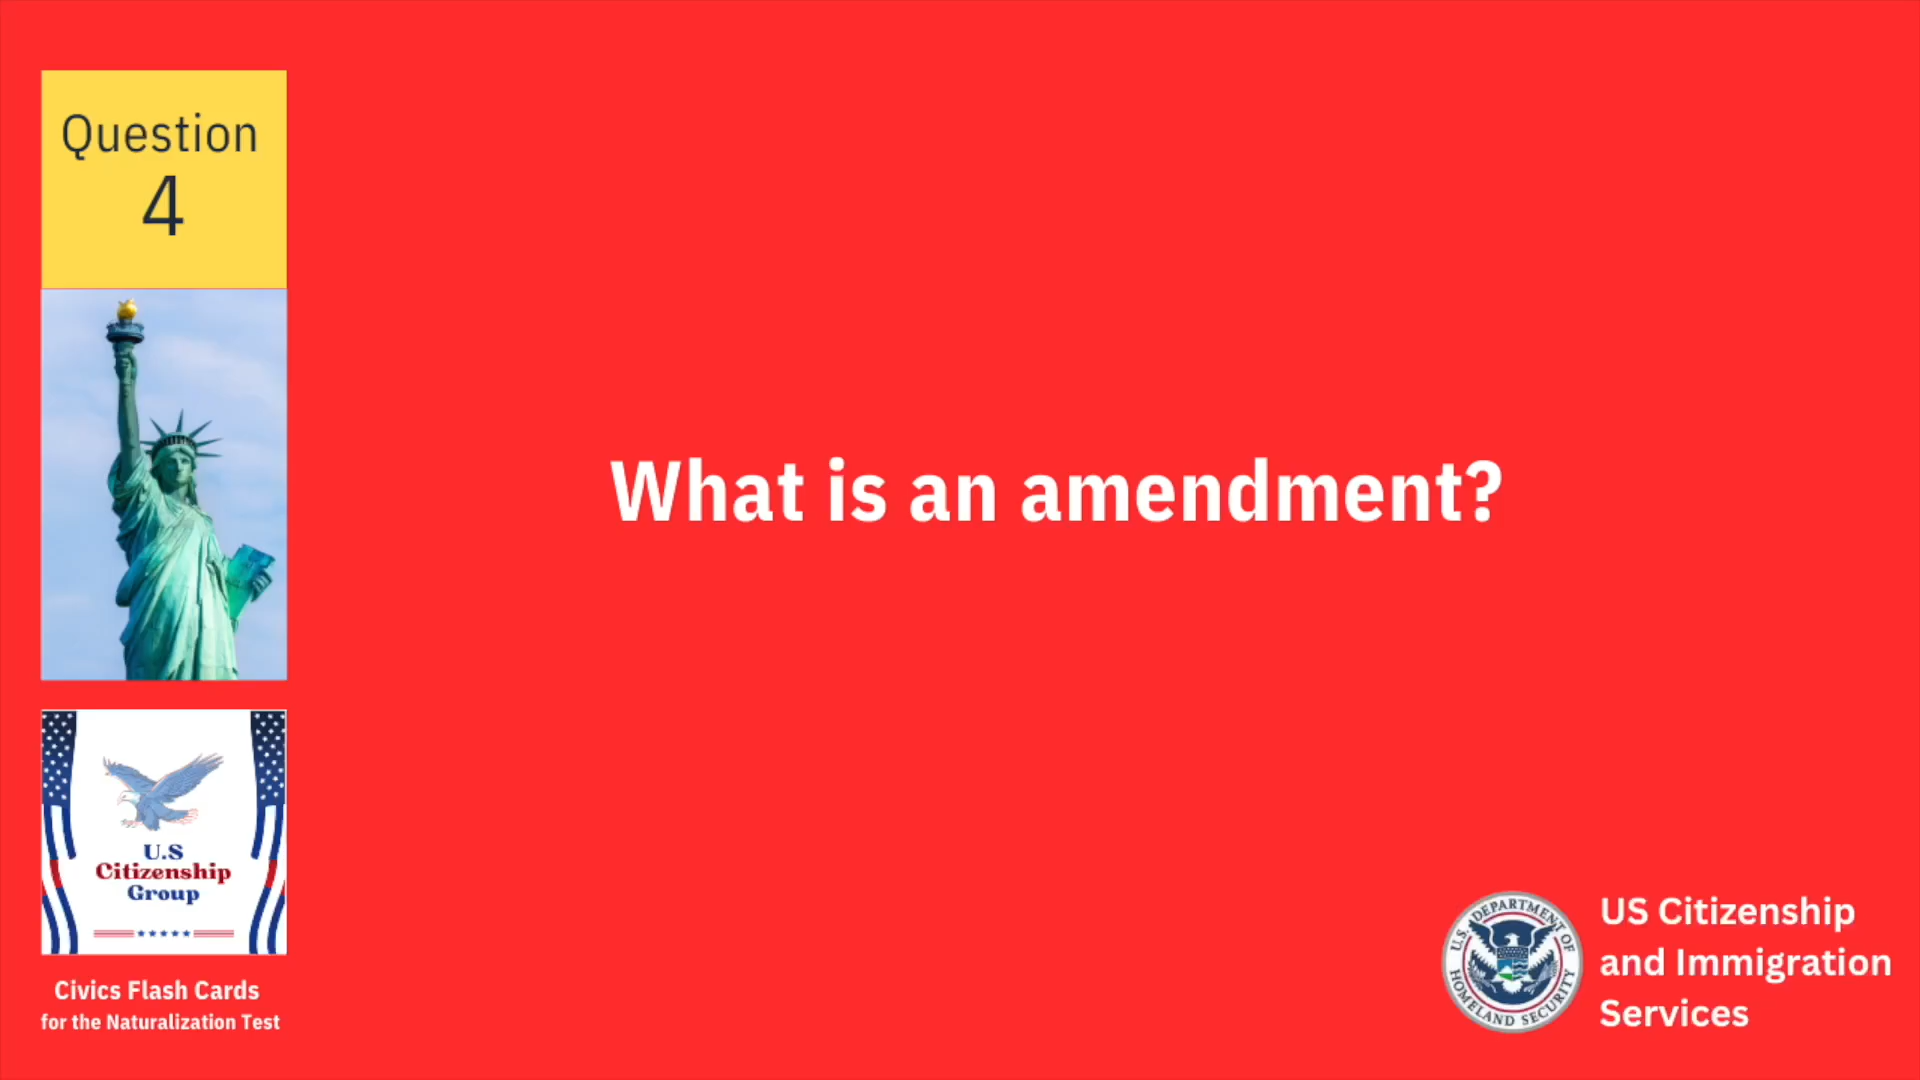 Question
4
What is an amendment?
U.S
Citizenship
Group
Civics Flash Cards
for the Naturalization Test
U.S. DEPARTMENT OF
HOMELAND SECURITY
US Citizenship
and Immigration
Services